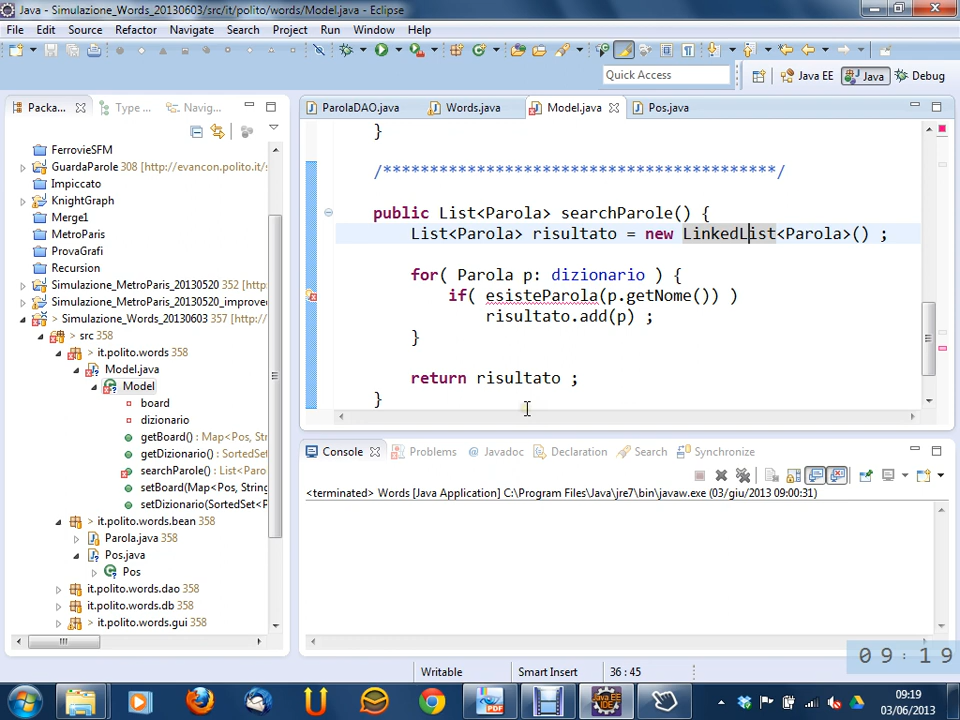 Java - Simulazione_Words_20130603/src/it/polito/words/Model.java - Eclipse
File Edit Source Refactor Navigate Search Project Run Window Help
Quick Access
Java EE Java Debug
Packa... Type ... Navig...
FerrovieSFM
GuardaParole 308 [http://evancon.polito.it/s
Impiccato
KnightGraph
Merge1
MetroParis
ProvaGrafi
Recursion
Simulazione_MetroParis_20130520 352 [http:/
Simulazione_MetroParis_20130520_improve
> Simulazione_Words_20130603 357 [http:/
> src 358
> it.polito.words 358
Model.java
Model
board
dizionario
getBoard() : Map<Pos, Strin
getDizionario() : SortedSet
searchParole() : List<Paro
setBoard(Map<Pos, String
setDizionario(SortedSet<P
> it.polito.words.bean 358
Parola.java 358
Pos.java
Pos
it.polito.words.dao 358
it.polito.words.db 358
> it.polito.words.gui 358
ParolaDAO.java Words.java Model.java Pos.java
}
/******************************************/
public List<Parola> searchParole() {
List<Parola> risultato = new LinkedList<Parola>() ;
for( Parola p: dizionario ) {
if( esisteParola(p.getNome()) )
risultato.add(p) ;
}
return risultato ;
}
Console Problems Javadoc Declaration Search Synchronize
<terminated> Words [Java Application] C:\Program Files\Java\jre7\bin\javaw.exe (03/giu/2013 09:00:31)
Writable Smart Insert 36 : 45
09:19
09:19
03/06/2013